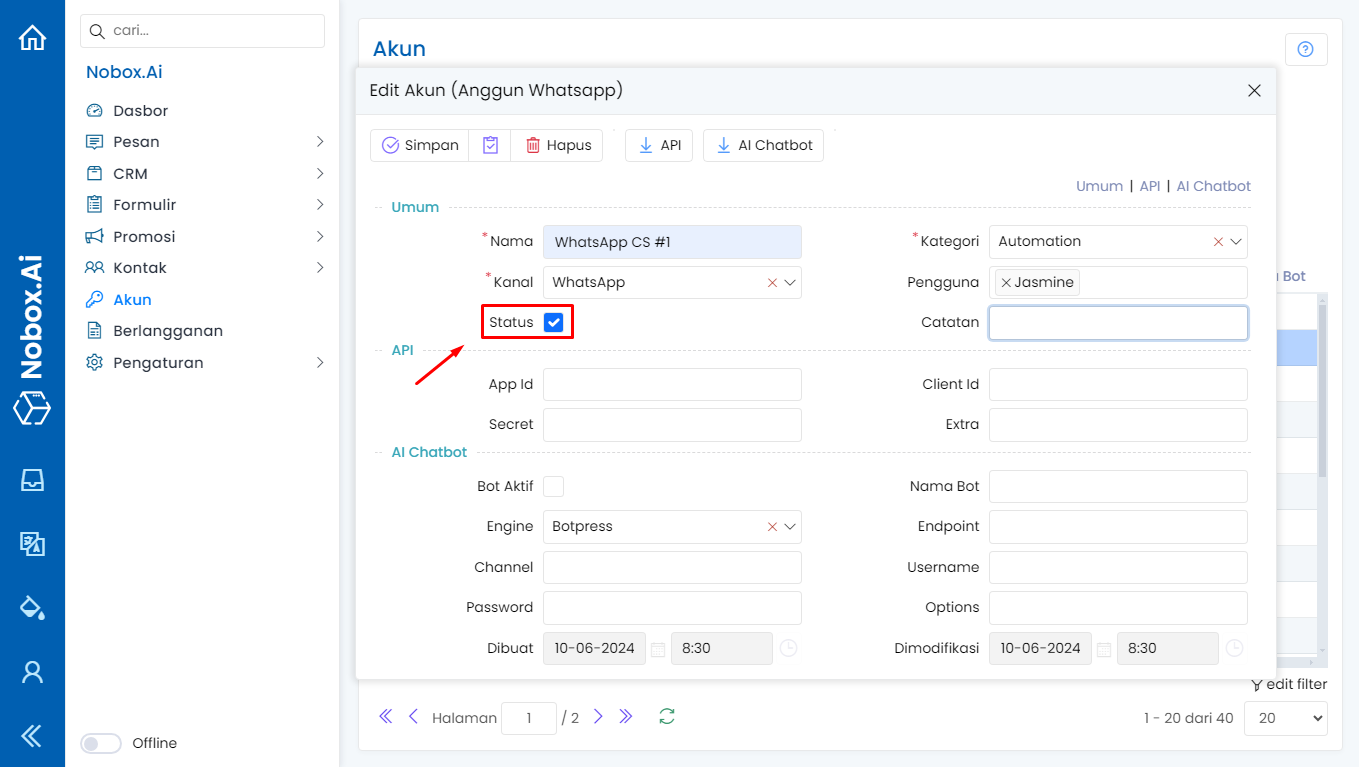 Nobox.Ai
cari...
Nobox.Ai
Dasbor
Pesan
CRM
Formulir
Promosi
Kontak
Akun
Berlangganan
Pengaturan
Offline
Akun
Edit Akun (Anggun Whatsapp)
Simpan Hapus API AI Chatbot
Umum | API | AI Chatbot
Umum
*Nama WhatsApp CS #1 *Kategori Automation
*Kanal WhatsApp Pengguna Jasmine
Status Catatan
API
App Id Client Id
Secret Extra
AI Chatbot
Bot Aktif Nama Bot
Engine Botpress Endpoint
Channel Username
Password Options
Dibuat 10-06-2024 8:30 Dimodifikasi 10-06-2024 8:30
Bot
edit filter
Halaman 1 / 2 1 - 20 dari 40 20